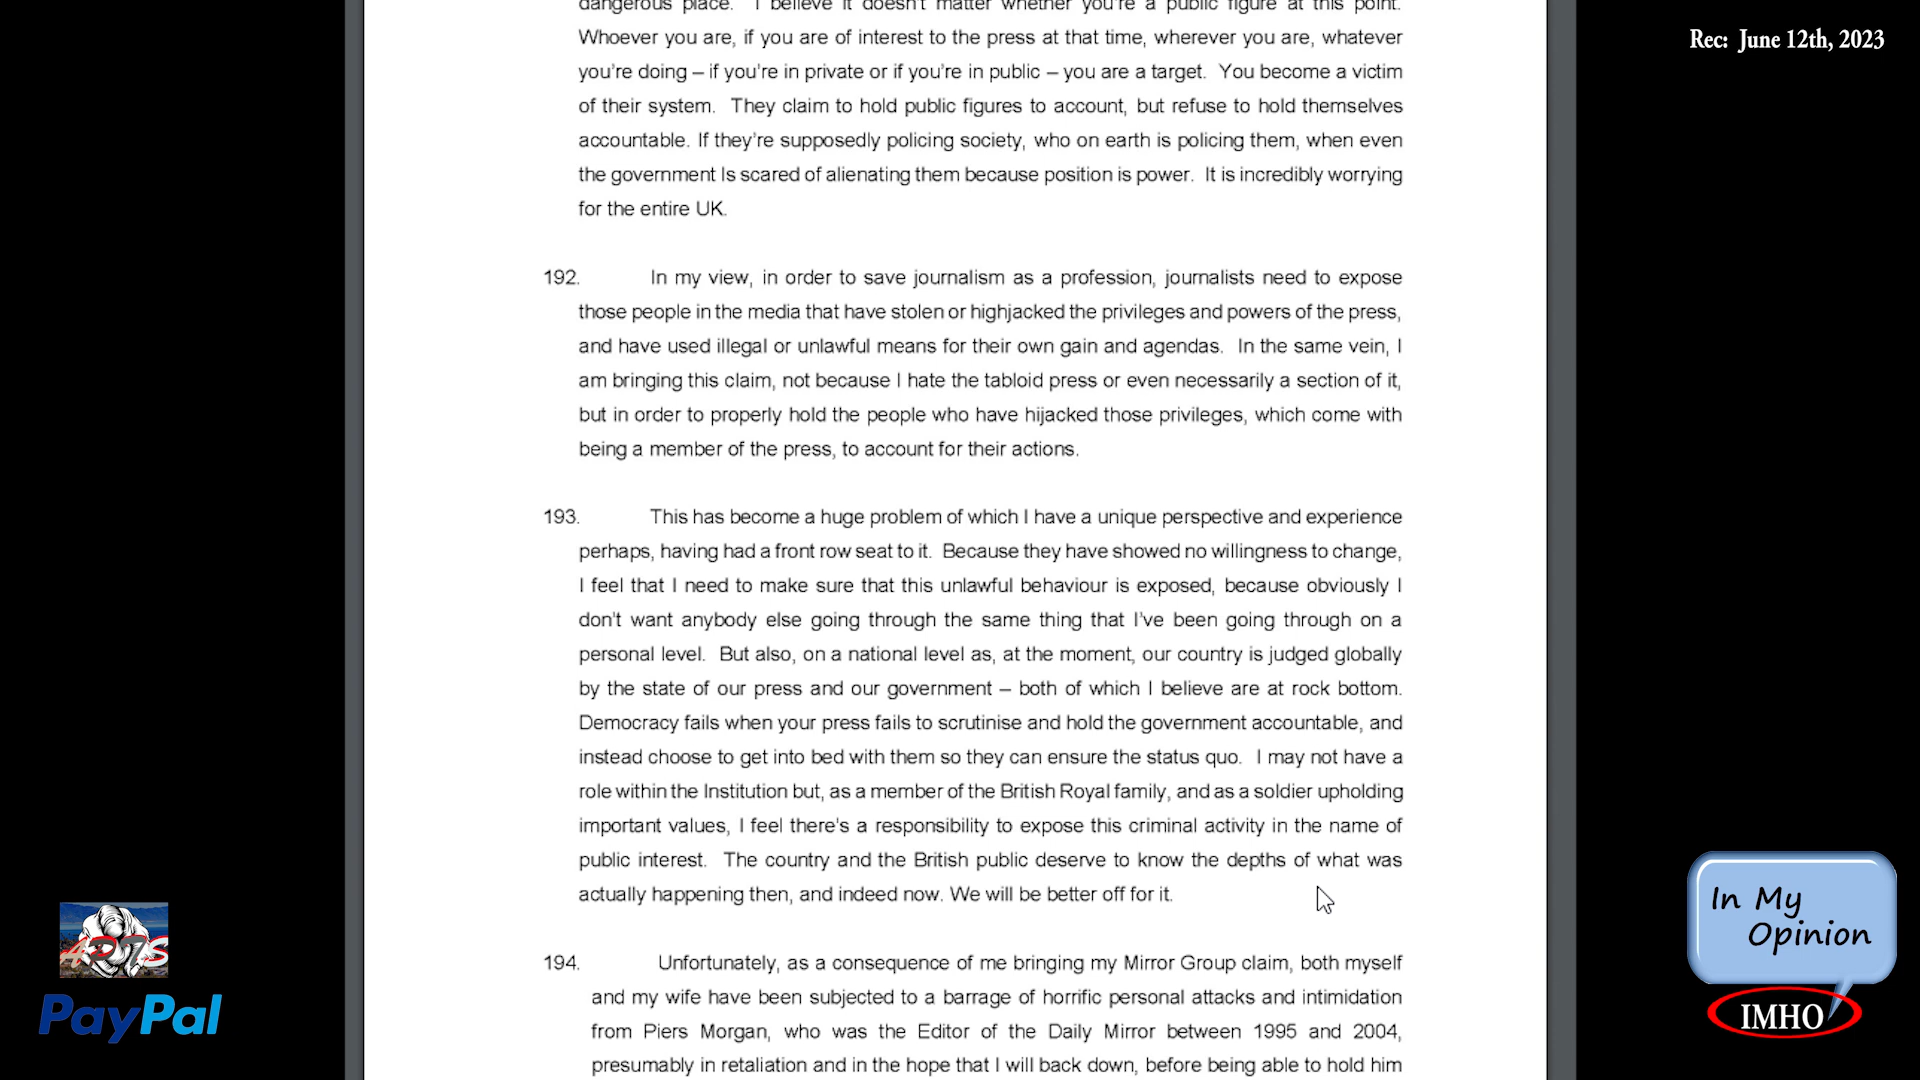 dangerous place. I believe it doesn't matter whether you're a public figure at this point.
Whoever you are, if you are of interest to the press at that time, wherever you are, whatever
you're doing – if you're in private or if you're in public – you are a target. You become a victim
of their system. They claim to hold public figures to account, but refuse to hold themselves
accountable. If they're supposedly policing society, who on earth is policing them, when even
the government Is scared of alienating them because position is power. It is incredibly worrying
for the entire UK.
192. In my view, in order to save journalism as a profession, journalists need to expose
those people in the media that have stolen or highjacked the privileges and powers of the press,
and have used illegal or unlawful means for their own gain and agendas. In the same vein, I
am bringing this claim, not because I hate the tabloid press or even necessarily a section of it,
but in order to properly hold the people who have hijacked those privileges, which come with
being a member of the press, to account for their actions.
193. This has become a huge problem of which I have a unique perspective and experience
perhaps, having had a front row seat to it. Because they have showed no willingness to change,
I feel that I need to make sure that this unlawful behaviour is exposed, because obviously I
don't want anybody else going through the same thing that I've been going through on a
personal level. But also, on a national level as, at the moment, our country is judged globally
by the state of our press and our government – both of which I believe are at rock bottom.
Democracy fails when your press fails to scrutinise and hold the government accountable, and
instead choose to get into bed with them so they can ensure the status quo. I may not have a
role within the Institution but, as a member of the British Royal family, and as a soldier upholding
important values, I feel there's a responsibility to expose this criminal activity in the name of
public interest. The country and the British public deserve to know the depths of what was
actually happening then, and indeed now. We will be better off for it.
194. Unfortunately, as a consequence of me bringing my Mirror Group claim, both myself
and my wife have been subjected to a barrage of horrific personal attacks and intimidation
from Piers Morgan, who was the Editor of the Daily Mirror between 1995 and 2004,
presumably in retaliation and in the hope that I will back down, before being able to hold him
Rec: June 12th, 2023
PayPal
In My
Opinion
IMHO